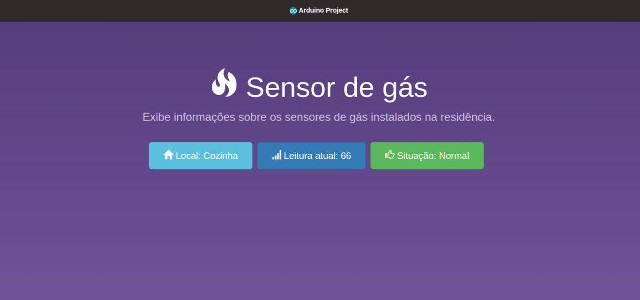 Arduino Project
Sensor de gás
Exibe informações sobre os sensores de gás instalados na residência.
Local: Cozinha
Leitura atual: 66
Situação: Normal